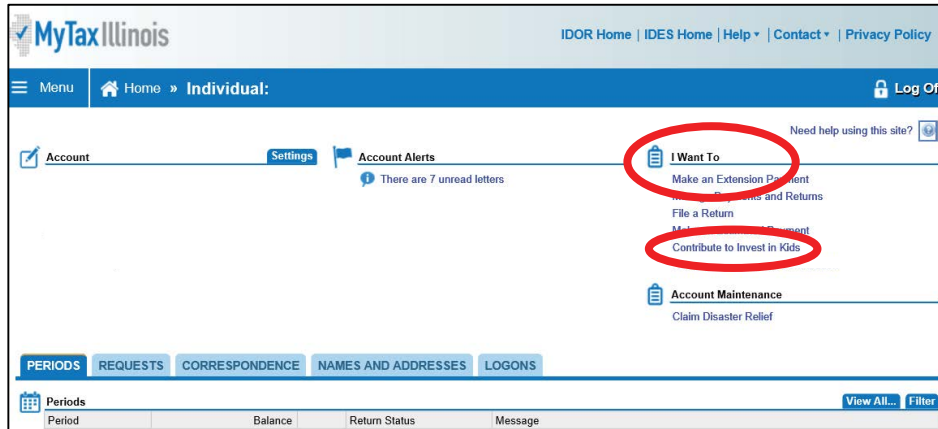 MyTax Illinois
IDOR Home | IDES Home | Help | Contact | Privacy Policy
Menu Home » Individual: Log Of
Need help using this site?
Account Settings
Account Alerts
There are 7 unread letters
I Want To
Make an Extension Payment
Payments and Returns
File a Return
Payment
Contribute to Invest in Kids
Account Maintenance
Claim Disaster Relief
PERIODS REQUESTS CORRESPONDENCE NAMES AND ADDRESSES LOGONS
Periods View All... Filter
Period Balance Return Status Message